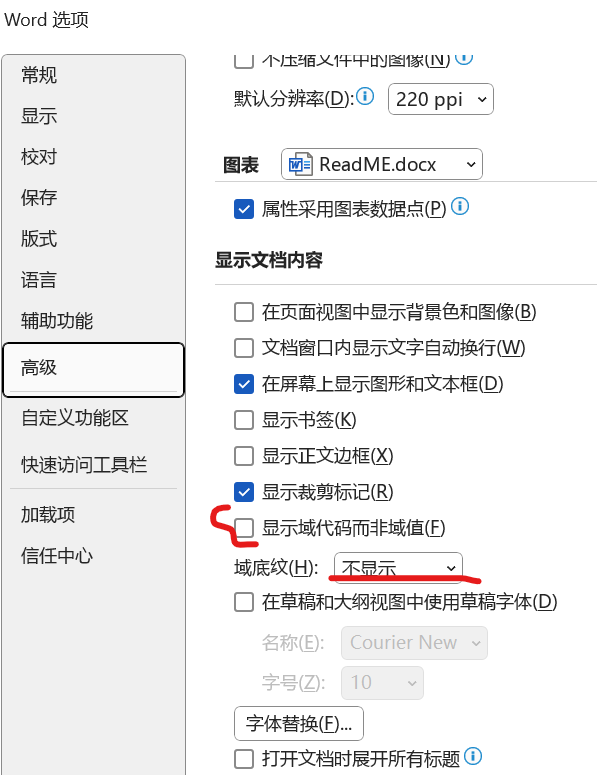 Word 选项
常规
显示
校对
保存
版式
语言
辅助功能
高级
自定义功能区
快速访问工具栏
加载项
信任中心
不压缩文件中的图像(N)
默认分辨率(D): 220 ppi
图表 ReadME.docx
属性采用图表数据点(P)
显示文档内容
在页面视图中显示背景色和图像(B)
文档窗口内显示文字自动换行(W)
在屏幕上显示图形和文本框(D)
显示书签(K)
显示正文边框(X)
显示裁剪标记(R)
显示域代码而非域值(F)
域底纹(H): 不显示
在草稿和大纲视图中使用草稿字体(D)
名称(E): Courier New
字号(Z): 10
字体替换(F)...
打开文档时展开所有标题